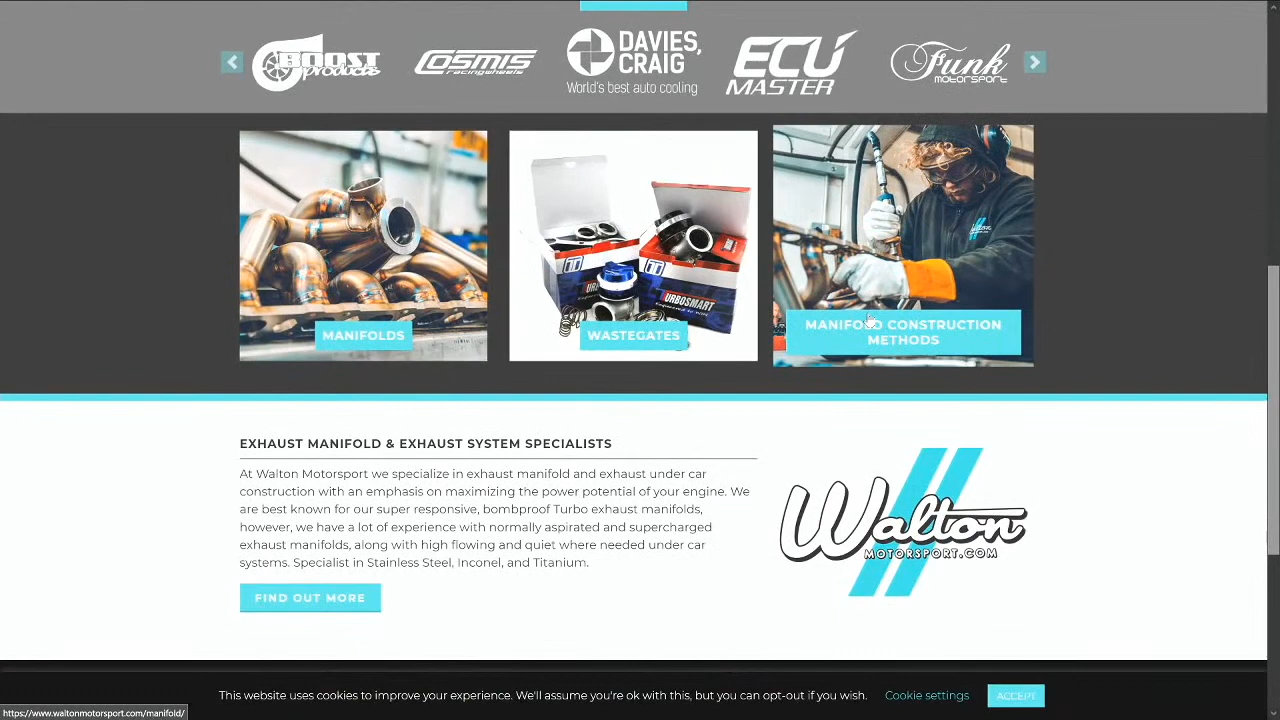 BOOST
products
COSMIS
racingwheels
DAVIES,
CRAIG
World's best auto cooling
ECU
MASTER
Funk
motorsport
TURBOSMART
MANIFOLDS
WASTEGATES
MANIFOLD CONSTRUCTION
METHODS
EXHAUST MANIFOLD & EXHAUST SYSTEM SPECIALISTS
At Walton Motorsport we specialize in exhaust manifold and exhaust under car
construction with an emphasis on maximizing the power potential of your engine. We
are best known for our super responsive, bombproof Turbo exhaust manifolds,
however, we have a lot of experience with normally aspirated and supercharged
exhaust manifolds, along with high flowing and quiet where needed under car
systems. Specialist in Stainless Steel, Inconel, and Titanium.
FIND OUT MORE
Walton
MOTORSPORT.COM
This website uses cookies to improve your experience. We'll assume you're ok with this, but you can opt-out if you wish. Cookie settings ACCEPT
https://www.waltonmotorsport.com/manifold/